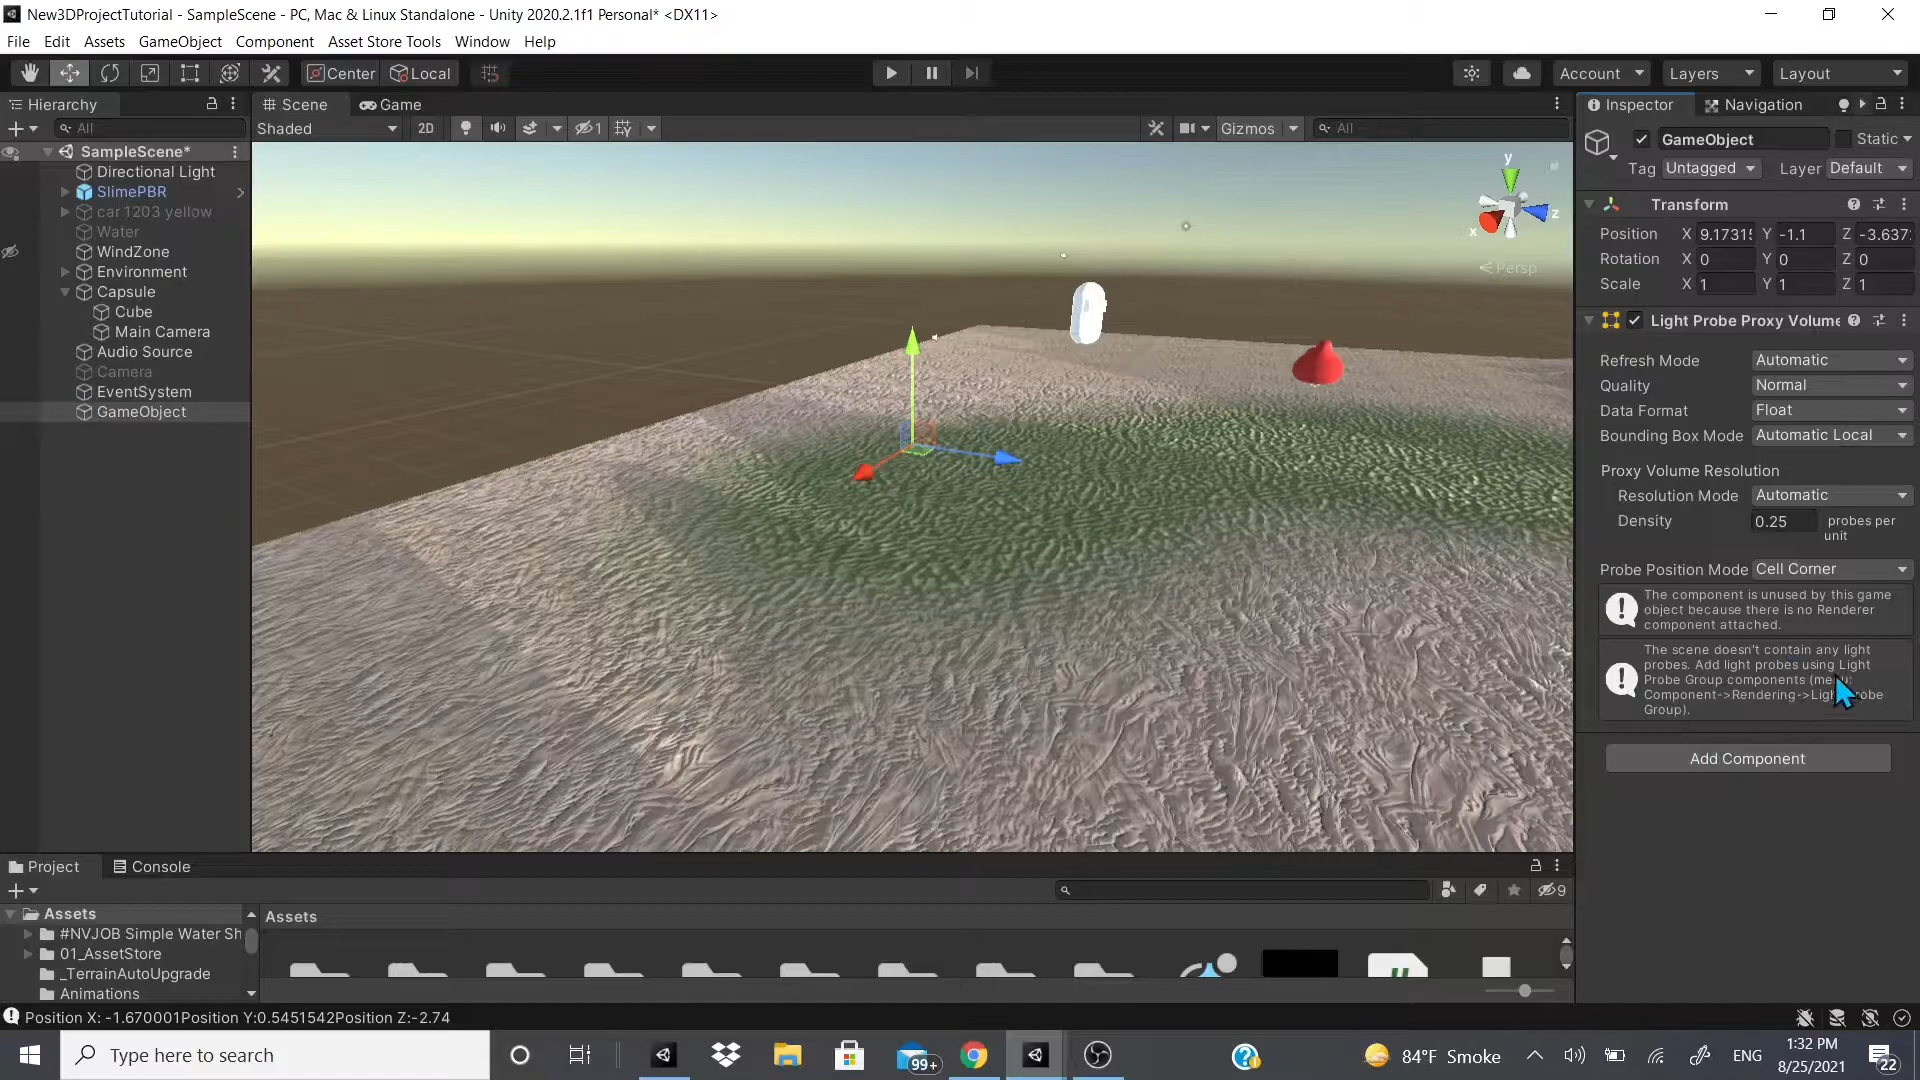 New3DProjectTutorial - SampleScene - PC, Mac & Linux Standalone - Unity 2020.2.1f1 Personal* <DX11>
File Edit Assets GameObject Component Asset Store Tools Window Help
Center Local Account Layers Layout
Hierarchy
All
SampleScene*
Directional Light
SlimePBR
car 1203 yellow
Water
WindZone
Environment
Capsule
Cube
Main Camera
Audio Source
Camera
EventSystem
GameObject
Scene Game
Shaded 2D 1 Gizmos All
y
z
x
Persp
Inspector Navigation
GameObject Static
Tag Untagged Layer Default
Transform
Position X 9.1731 Y -1.1 Z -3.637
Rotation X 0 Y 0 Z 0
Scale X 1 Y 1 Z 1
Light Probe Proxy Volume
Refresh Mode Automatic
Quality Normal
Data Format Float
Bounding Box Mode Automatic Local
Proxy Volume Resolution
Resolution Mode Automatic
Density 0.25 probes per
unit
Probe Position Mode Cell Corner
The component is unused by this game
object because there is no Renderer
component attached.
The scene doesn't contain any light
probes. Add light probes using Light
Probe Group components (menu:
Component->Rendering->Light Probe
Group).
Add Component
Project Console
9
Assets
#NVJOB Simple Water Sh
01_AssetStore
_TerrainAutoUpgrade
Animations
Assets
Position X: -1.670001Position Y:0.5451542Position Z:-2.74
Type here to search
99+
84°F Smoke
ENG
1:32 PM
8/25/2021
22